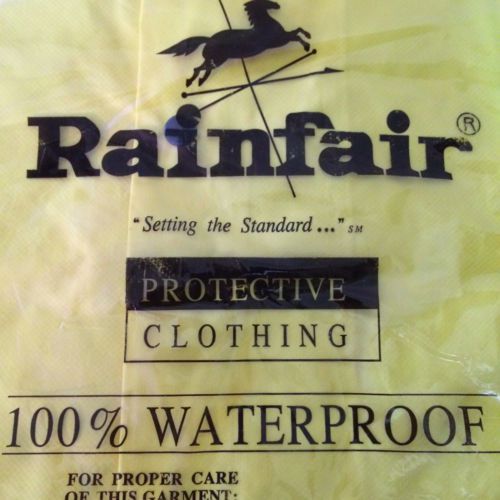 Rainfair®
"Setting the Standard..." SM
PROTECTIVE
CLOTHING
100% WATERPROOF
FOR PROPER CARE
OF THIS GARMENT: